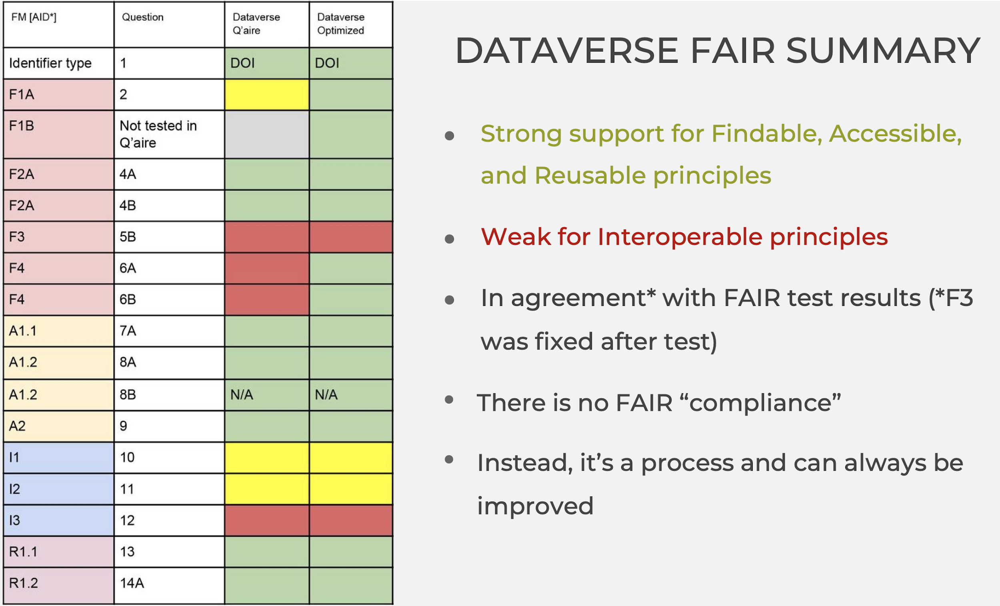 FM [AID*] Question Dataverse Q'aire Dataverse Optimized
Identifier type 1 DOI DOI
F1A 2
F1B Not tested in Q'aire
F2A 4A
F2A 4B
F3 5B
F4 6A
F4 6B
A1.1 7A
A1.2 8A
A1.2 8B N/A N/A
A2 9
I1 10
I2 11
I3 12
R1.1 13
R1.2 14A
DATAVERSE FAIR SUMMARY
• Strong support for Findable, Accessible,
and Reusable principles
• Weak for Interoperable principles
• In agreement* with FAIR test results (*F3
was fixed after test)
• There is no FAIR “compliance”
• Instead, it’s a process and can always be
improved